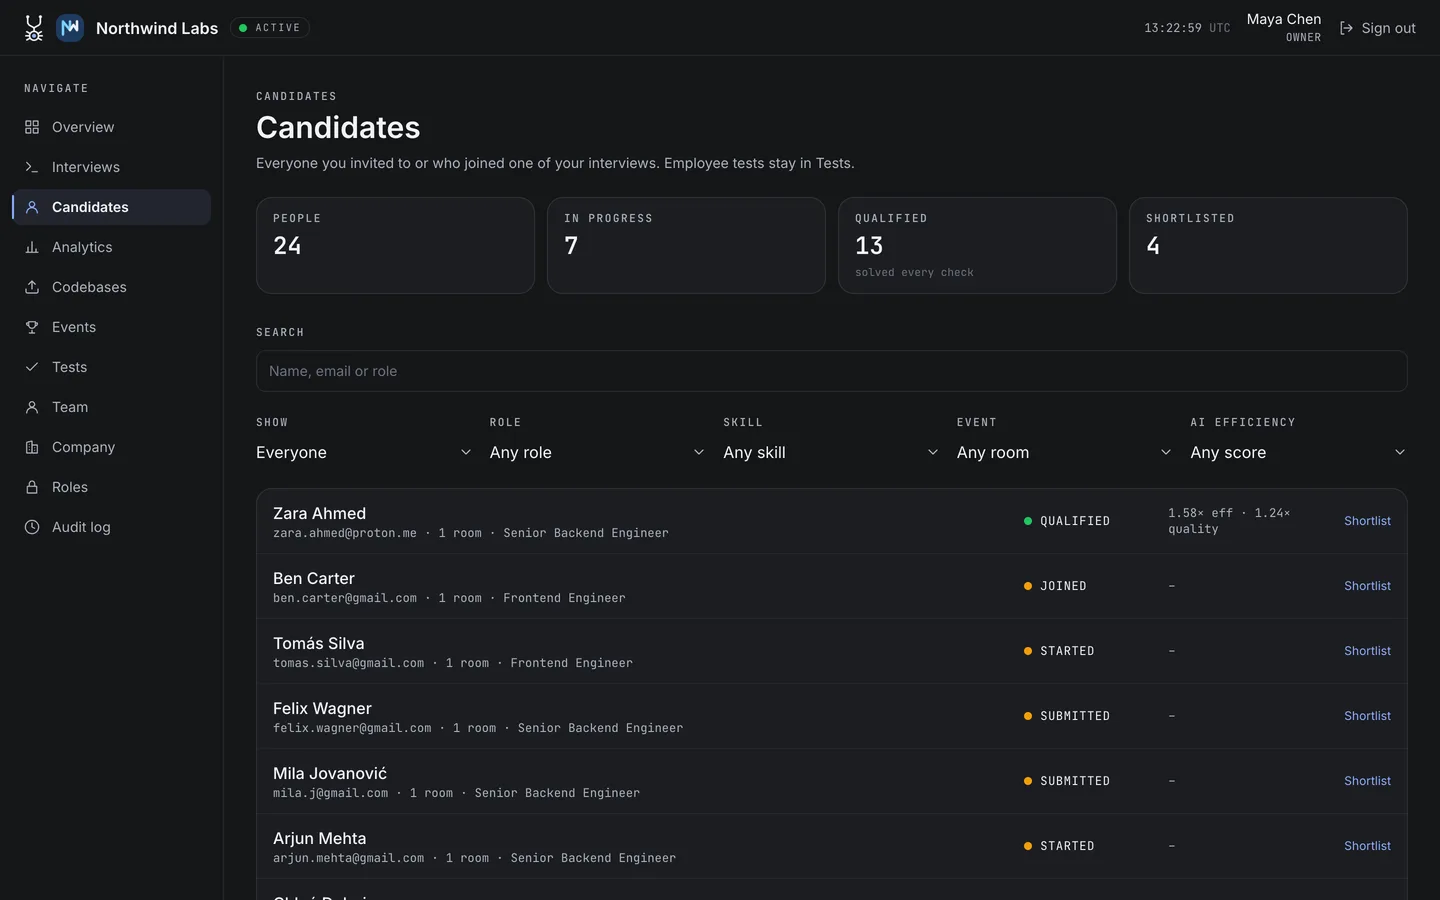 Northwind Labs
ACTIVE
13:22:59 UTC
Maya Chen
OWNER
Sign out
NAVIGATE
Overview
Interviews
Candidates
Analytics
Codebases
Events
Tests
Team
Company
Roles
Audit log
CANDIDATES
Candidates
Everyone you invited to or who joined one of your interviews. Employee tests stay in Tests.
PEOPLE
24
IN PROGRESS
7
QUALIFIED
13
solved every check
SHORTLISTED
4
SEARCH
Name, email or role
SHOW
Everyone
ROLE
Any role
SKILL
Any skill
EVENT
Any room
AI EFFICIENCY
Any score
Zara Ahmed
zara.ahmed@proton.me · 1 room · Senior Backend Engineer
QUALIFIED
1.58× eff · 1.24×
quality
Shortlist
Ben Carter
ben.carter@gmail.com · 1 room · Frontend Engineer
JOINED
–
Shortlist
Tomás Silva
tomas.silva@gmail.com · 1 room · Frontend Engineer
STARTED
–
Shortlist
Felix Wagner
felix.wagner@gmail.com · 1 room · Senior Backend Engineer
SUBMITTED
–
Shortlist
Mila Jovanović
mila.j@gmail.com · 1 room · Senior Backend Engineer
SUBMITTED
–
Shortlist
Arjun Mehta
arjun.mehta@gmail.com · 1 room · Senior Backend Engineer
STARTED
–
Shortlist